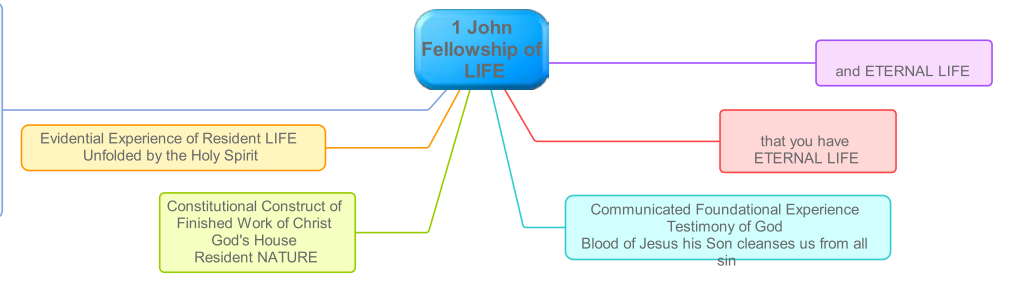 1 John
Fellowship of
LIFE
and ETERNAL LIFE
that you have
ETERNAL LIFE
Evidential Experience of Resident LIFE
Unfolded by the Holy Spirit
Constitutional Construct of
Finished Work of Christ
God's House
Resident NATURE
Communicated Foundational Experience
Testimony of God
Blood of Jesus his Son cleanses us from all
sin